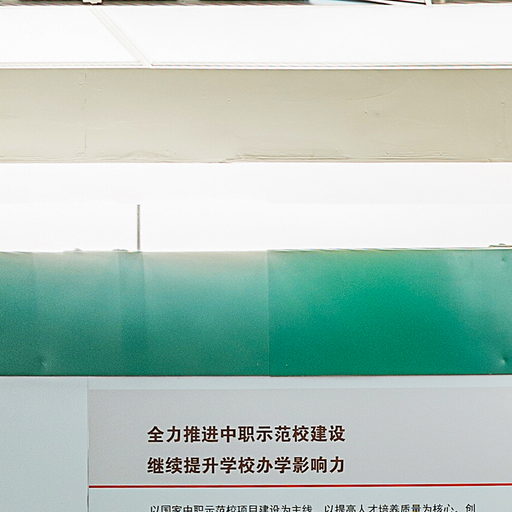 全力推进中职示范校建设
继续提升学校办学影响力
以国家中职示范校项目建设为主线，以提高人才培养质量为核心，创